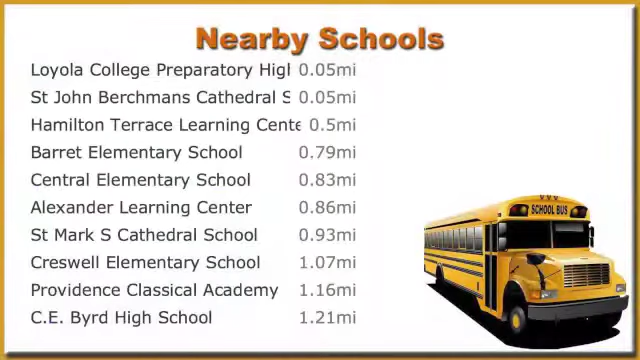 Nearby Schools
Loyola College Preparatory High 0.05mi
St John Berchmans Cathedral S 0.05mi
Hamilton Terrace Learning Cente 0.5mi
Barret Elementary School 0.79mi
Central Elementary School 0.83mi
Alexander Learning Center 0.86mi
St Mark S Cathedral School 0.93mi
Creswell Elementary School 1.07mi
Providence Classical Academy 1.16mi
C.E. Byrd High School 1.21mi
SCHOOL BUS